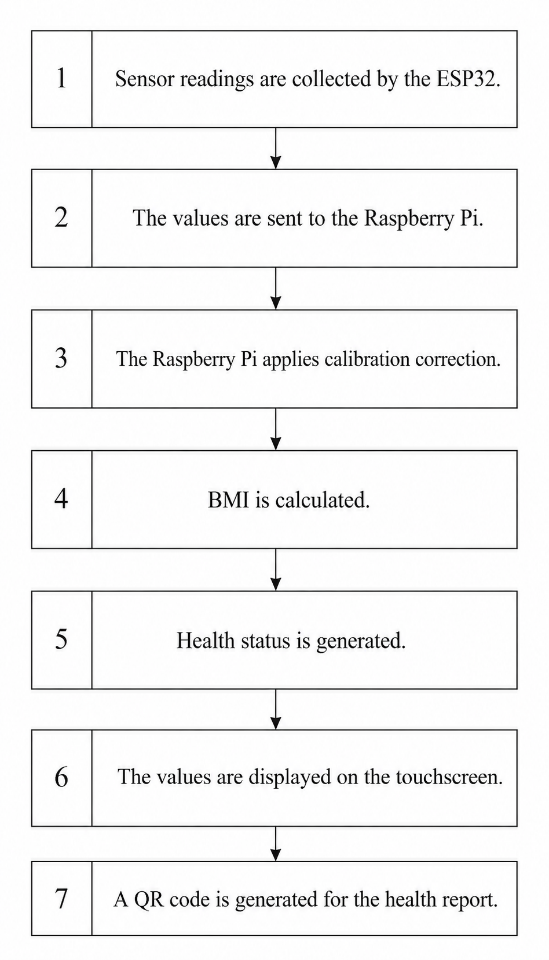 1 Sensor readings are collected by the ESP32.
2 The values are sent to the Raspberry Pi.
3 The Raspberry Pi applies calibration correction.
4 BMI is calculated.
5 Health status is generated.
6 The values are displayed on the touchscreen.
7 A QR code is generated for the health report.